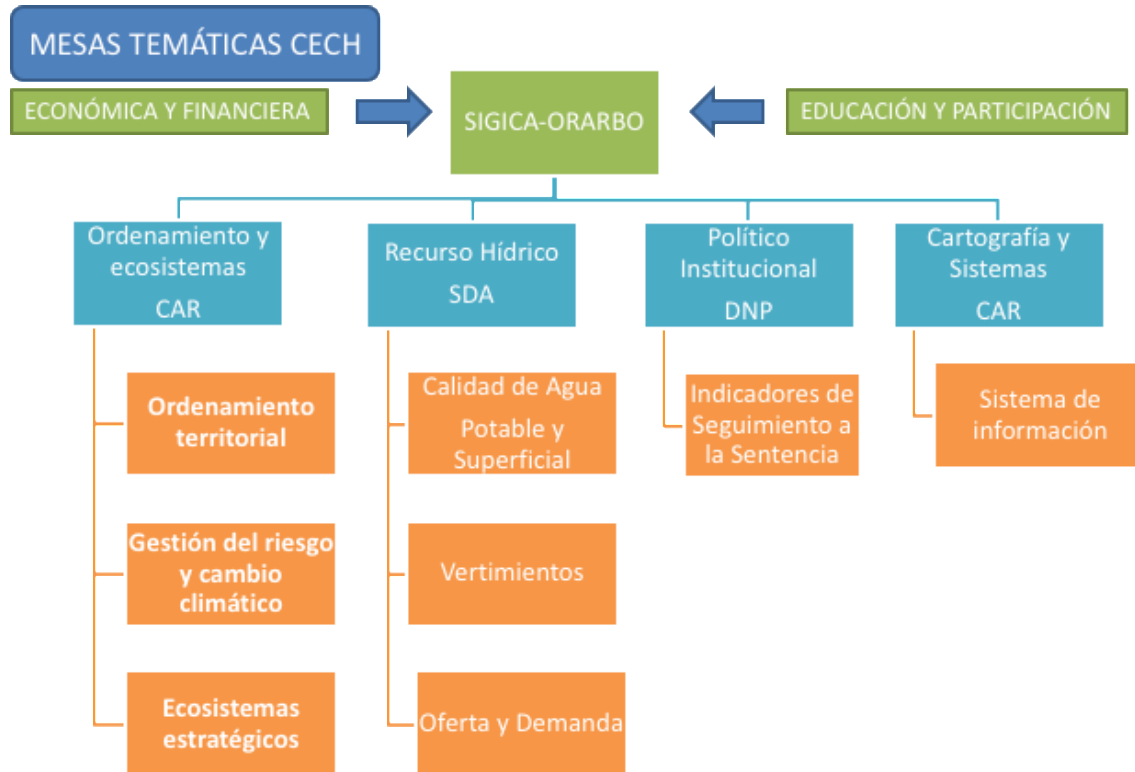 MESAS TEMÁTICAS CECH
ECONÓMICA Y FINANCIERA
SIGICA-ORARBO
EDUCACIÓN Y PARTICIPACIÓN
Ordenamiento y
ecosistemas
CAR
Recurso Hídrico
SDA
Político
Institucional
DNP
Cartografía y
Sistemas
CAR
Ordenamiento
territorial
Gestión del riesgo
y cambio
climático
Ecosistemas
estratégicos
Calidad de Agua
Potable y
Superficial
Vertimientos
Oferta y Demanda
Indicadores de
Seguimiento a
la Sentencia
Sistema de
información